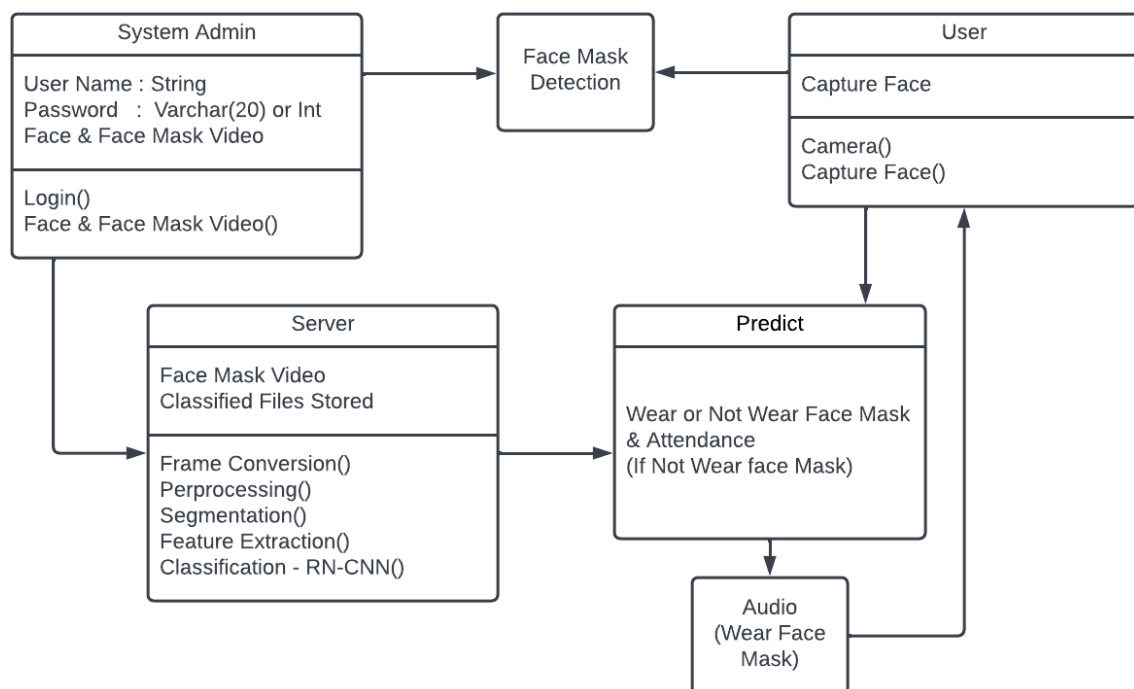 System Admin
User Name : String
Password : Varchar(20) or Int
Face & Face Mask Video
Login()
Face & Face Mask Video()
Face Mask
Detection
User
Capture Face
Camera()
Capture Face()
Server
Face Mask Video
Classified Files Stored
Frame Conversion()
Perprocessing()
Segmentation()
Feature Extraction()
Classification - RN-CNN()
Predict
Wear or Not Wear Face Mask
& Attendance
(If Not Wear face Mask)
Audio
(Wear Face
Mask)